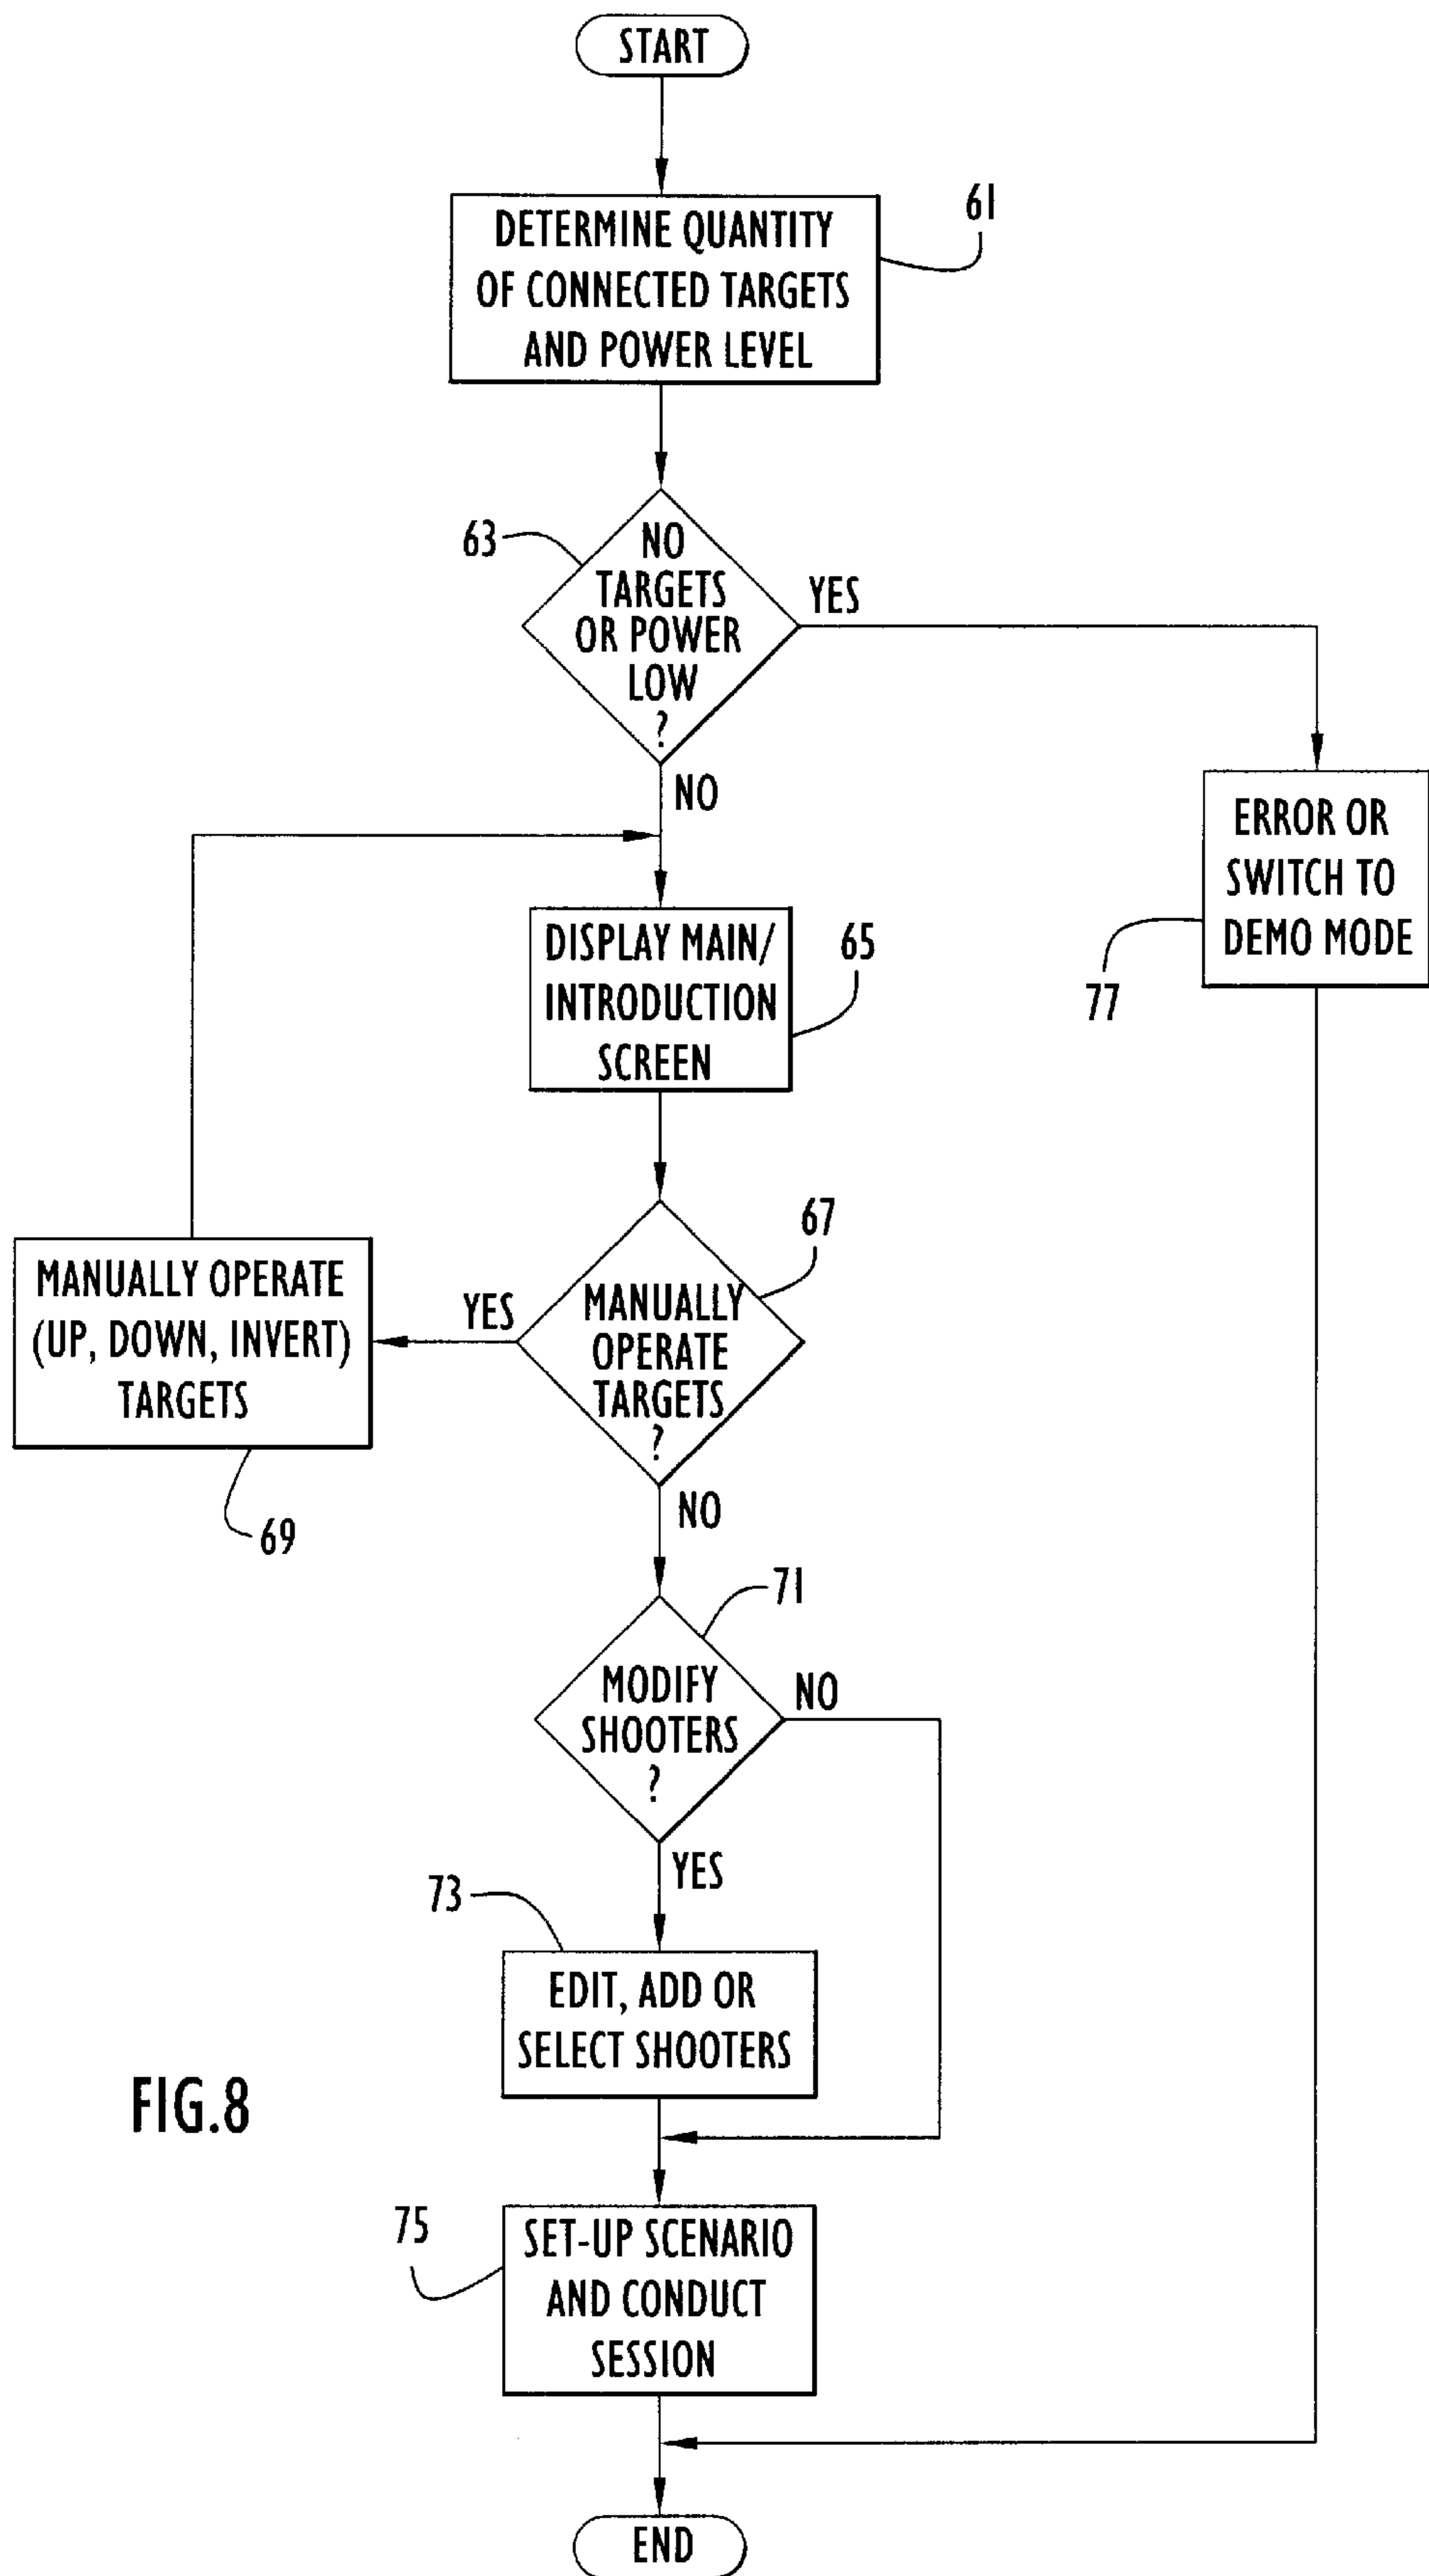 START
DETERMINE QUANTITY
OF CONNECTED TARGETS
AND POWER LEVEL
61
63
NO
TARGETS
OR POWER
LOW
?
YES
NO
ERROR OR
SWITCH TO
DEMO MODE
77
DISPLAY MAIN/
INTRODUCTION
SCREEN
65
67
MANUALLY
OPERATE
TARGETS
?
YES
MANUALLY OPERATE
(UP, DOWN, INVERT)
TARGETS
69
NO
71
MODIFY
SHOOTERS
?
NO
YES
73
EDIT, ADD OR
SELECT SHOOTERS
FIG.8
75
SET-UP SCENARIO
AND CONDUCT
SESSION
END